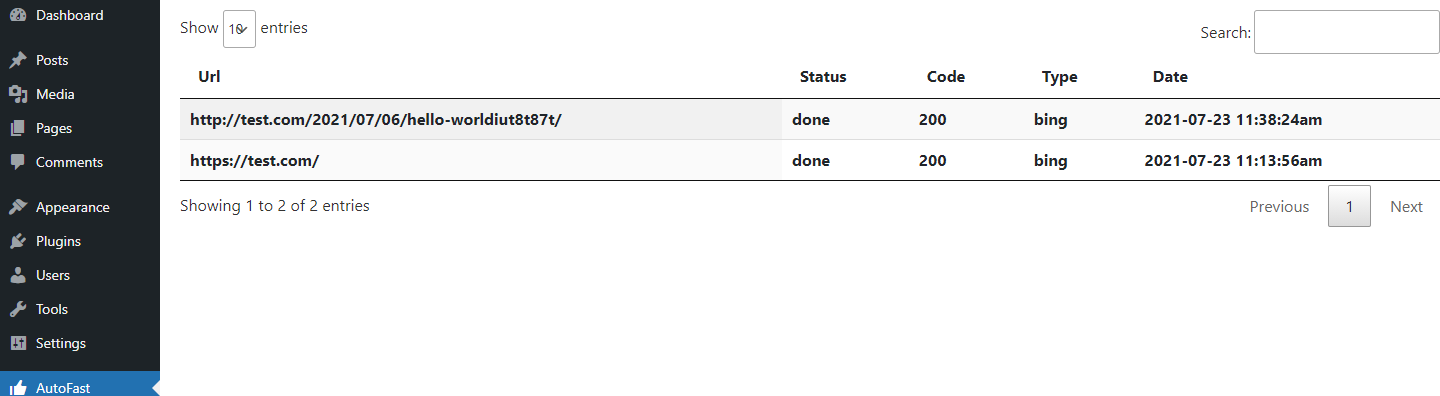 Dashboard
Posts
Media
Pages
Comments
Appearance
Plugins
Users
Tools
Settings
AutoFast
Show 10 entries
Search:
Url Status Code Type Date
http://test.com/2021/07/06/hello-worldiut8t87t/ done 200 bing 2021-07-23 11:38:24am
https://test.com/ done 200 bing 2021-07-23 11:13:56am
Showing 1 to 2 of 2 entries
Previous 1 Next